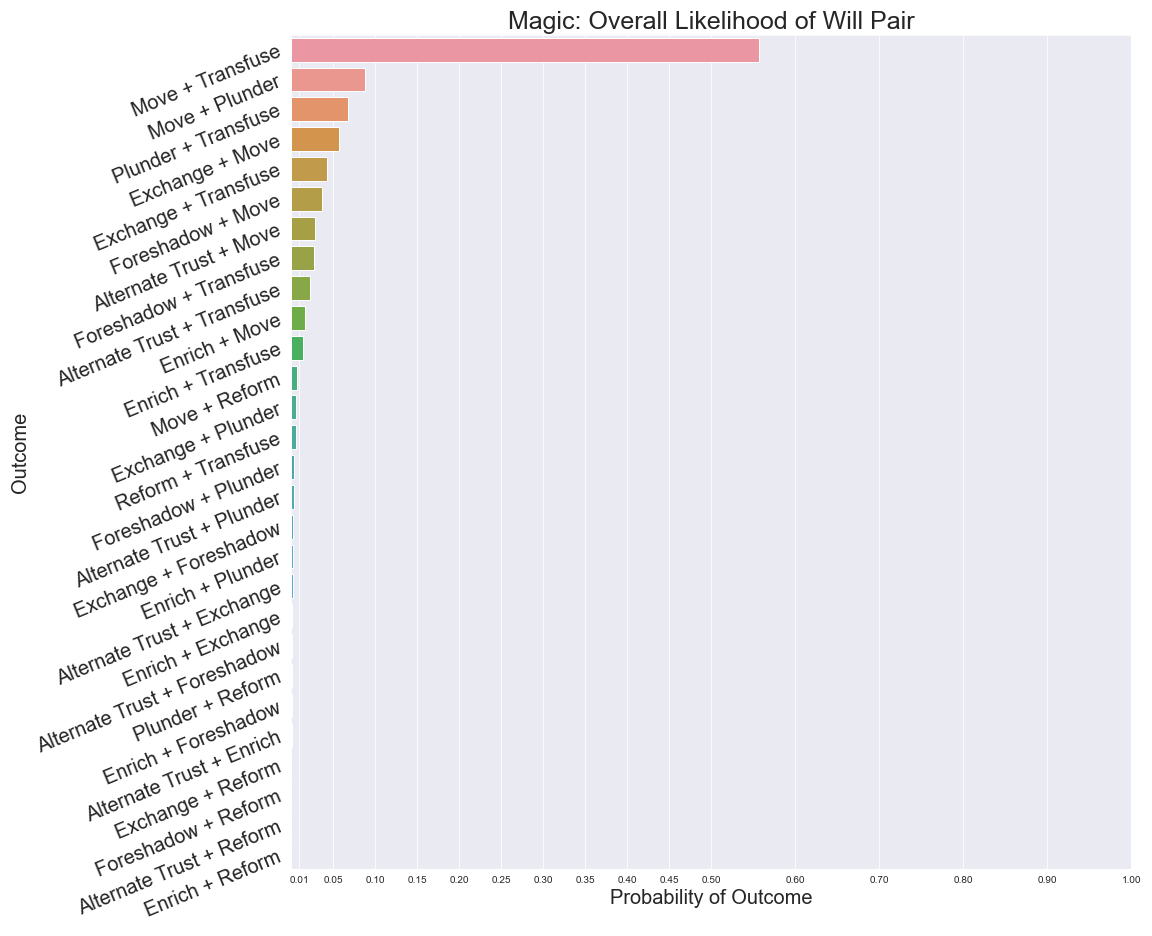 Magic: Overall Likelihood of Will Pair
Move + Transfuse
Move + Plunder
Plunder + Transfuse
Exchange + Move
Exchange + Transfuse
Foreshadow + Move
Alternate Trust + Move
Foreshadow + Transfuse
Alternate Trust + Transfuse
Enrich + Move
Enrich + Transfuse
Move + Reform
Exchange + Plunder
Reform + Transfuse
Foreshadow + Plunder
Alternate Trust + Plunder
Exchange + Foreshadow
Enrich + Plunder
Alternate Trust + Exchange
Enrich + Exchange
Alternate Trust + Foreshadow
Plunder + Reform
Enrich + Foreshadow
Alternate Trust + Enrich
Exchange + Reform
Foreshadow + Reform
Alternate Trust + Reform
Enrich + Reform
Outcome
0.01 0.05 0.10 0.15 0.20 0.25 0.30 0.35 0.40 0.45 0.50 0.60 0.70 0.80 0.90 1.00
Probability of Outcome